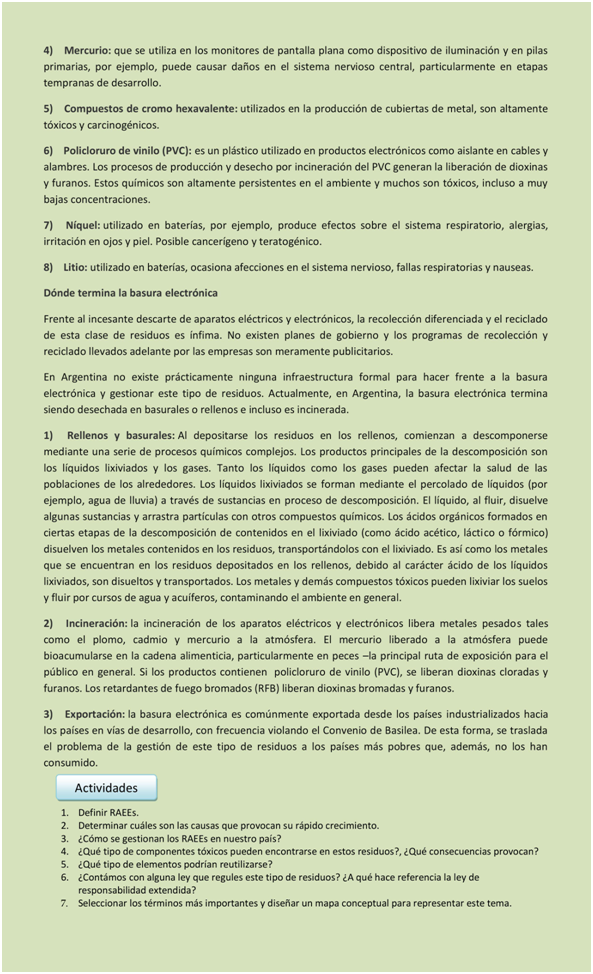 4) Mercurio: que se utiliza en los monitores de pantalla plana como dispositivo de iluminación y en pilas
primarias, por ejemplo, puede causar daños en el sistema nervioso central, particularmente en etapas
tempranas de desarrollo.
5) Compuestos de cromo hexavalente: utilizados en la producción de cubiertas de metal, son altamente
tóxicos y carcinogénicos.
6) Policloruro de vinilo (PVC): es un plástico utilizado en productos electrónicos como aislante en cables y
alambres. Los procesos de producción y desecho por incineración del PVC generan la liberación de dioxinas
y furanos. Estos químicos son altamente persistentes en el ambiente y muchos son tóxicos, incluso a muy
bajas concentraciones.
7) Níquel: utilizado en baterías, por ejemplo, produce efectos sobre el sistema respiratorio, alergias,
irritación en ojos y piel. Posible cancerígeno y teratogénico.
8) Litio: utilizado en baterías, ocasiona afecciones en el sistema nervioso, fallas respiratorias y nauseas.
Dónde termina la basura electrónica
Frente al incesante descarte de aparatos eléctricos y electrónicos, la recolección diferenciada y el reciclado
de esta clase de residuos es ínfima. No existen planes de gobierno y los programas de recolección y
reciclado llevados adelante por las empresas son meramente publicitarios.
En Argentina no existe prácticamente ninguna infraestructura formal para hacer frente a la basura
electrónica y gestionar este tipo de residuos. Actualmente, en Argentina, la basura electrónica termina
siendo desechada en basurales o rellenos e incluso es incinerada.
1) Rellenos y basurales: Al depositarse los residuos en los rellenos, comienzan a descomponerse
mediante una serie de procesos químicos complejos. Los productos principales de la descomposición son
los líquidos lixiviados y los gases. Tanto los líquidos como los gases pueden afectar la salud de las
poblaciones de los alrededores. Los líquidos lixiviados se forman mediante el percolado de líquidos (por
ejemplo, agua de lluvia) a través de sustancias en proceso de descomposición. El líquido, al fluir, disuelve
algunas sustancias y arrastra partículas con otros compuestos químicos. Los ácidos orgánicos formados en
ciertas etapas de la descomposición de contenidos en el lixiviado (como ácido acético, láctico o fórmico)
disuelven los metales contenidos en los residuos, transportándolos con el lixiviado. Es así como los metales
que se encuentran en los residuos depositados en los rellenos, debido al carácter ácido de los líquidos
lixiviados, son disueltos y transportados. Los metales y demás compuestos tóxicos pueden lixiviar los suelos
y fluir por cursos de agua y acuíferos, contaminando el ambiente en general.
2) Incineración: la incineración de los aparatos eléctricos y electrónicos libera metales pesados tales
como el plomo, cadmio y mercurio a la atmósfera. El mercurio liberado a la atmósfera puede
bioacumularse en la cadena alimenticia, particularmente en peces –la principal ruta de exposición para el
público en general. Si los productos contienen policloruro de vinilo (PVC), se liberan dioxinas cloradas y
furanos. Los retardantes de fuego bromados (RFB) liberan dioxinas bromadas y furanos.
3) Exportación: la basura electrónica es comúnmente exportada desde los países industrializados hacia
los países en vías de desarrollo, con frecuencia violando el Convenio de Basilea. De esta forma, se traslada
el problema de la gestión de este tipo de residuos a los países más pobres que, además, no los han
consumido.
Actividades
1. Definir RAEEs.
2. Determinar cuáles son las causas que provocan su rápido crecimiento.
3. ¿Cómo se gestionan los RAEEs en nuestro país?
4. ¿Qué tipo de componentes tóxicos pueden encontrarse en estos residuos?, ¿Qué consecuencias provocan?
5. ¿Qué tipo de elementos podrían reutilizarse?
6. ¿Contámos con alguna ley que regules este tipo de residuos? ¿A qué hace referencia la ley de
responsabilidad extendida?
7. Seleccionar los términos más importantes y diseñar un mapa conceptual para representar este tema.